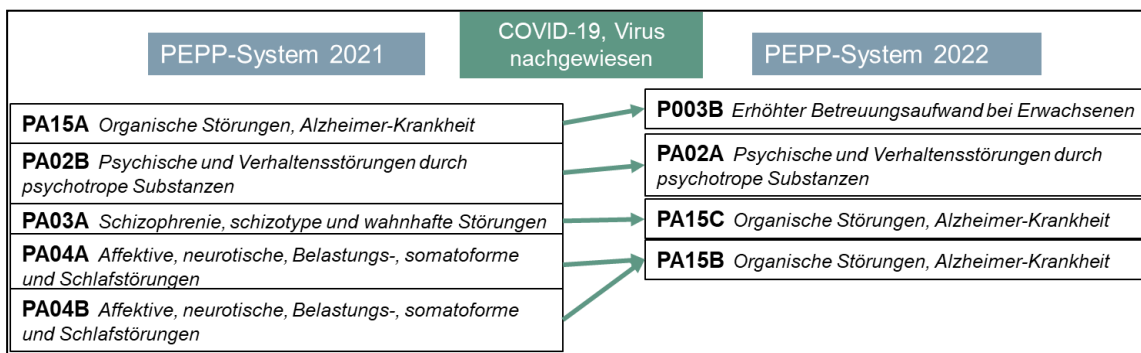 PEPP-System 2021
COVID-19, Virus
nachgewiesen
PEPP-System 2022
PA15A Organische Störungen, Alzheimer-Krankheit
PA02B Psychische und Verhaltensstörungen durch
psychotrope Substanzen
PA03A Schizophrenie, schizotype und wahnhafte Störungen
PA04A Affektive, neurotische, Belastungs-, somatoforme
und Schlafstörungen
PA04B Affektive, neurotische, Belastungs-, somatoforme
und Schlafstörungen
P003B Erhöhter Betreuungsaufwand bei Erwachsenen
PA02A Psychische und Verhaltensstörungen durch
psychotrope Substanzen
PA15C Organische Störungen, Alzheimer-Krankheit
PA15B Organische Störungen, Alzheimer-Krankheit